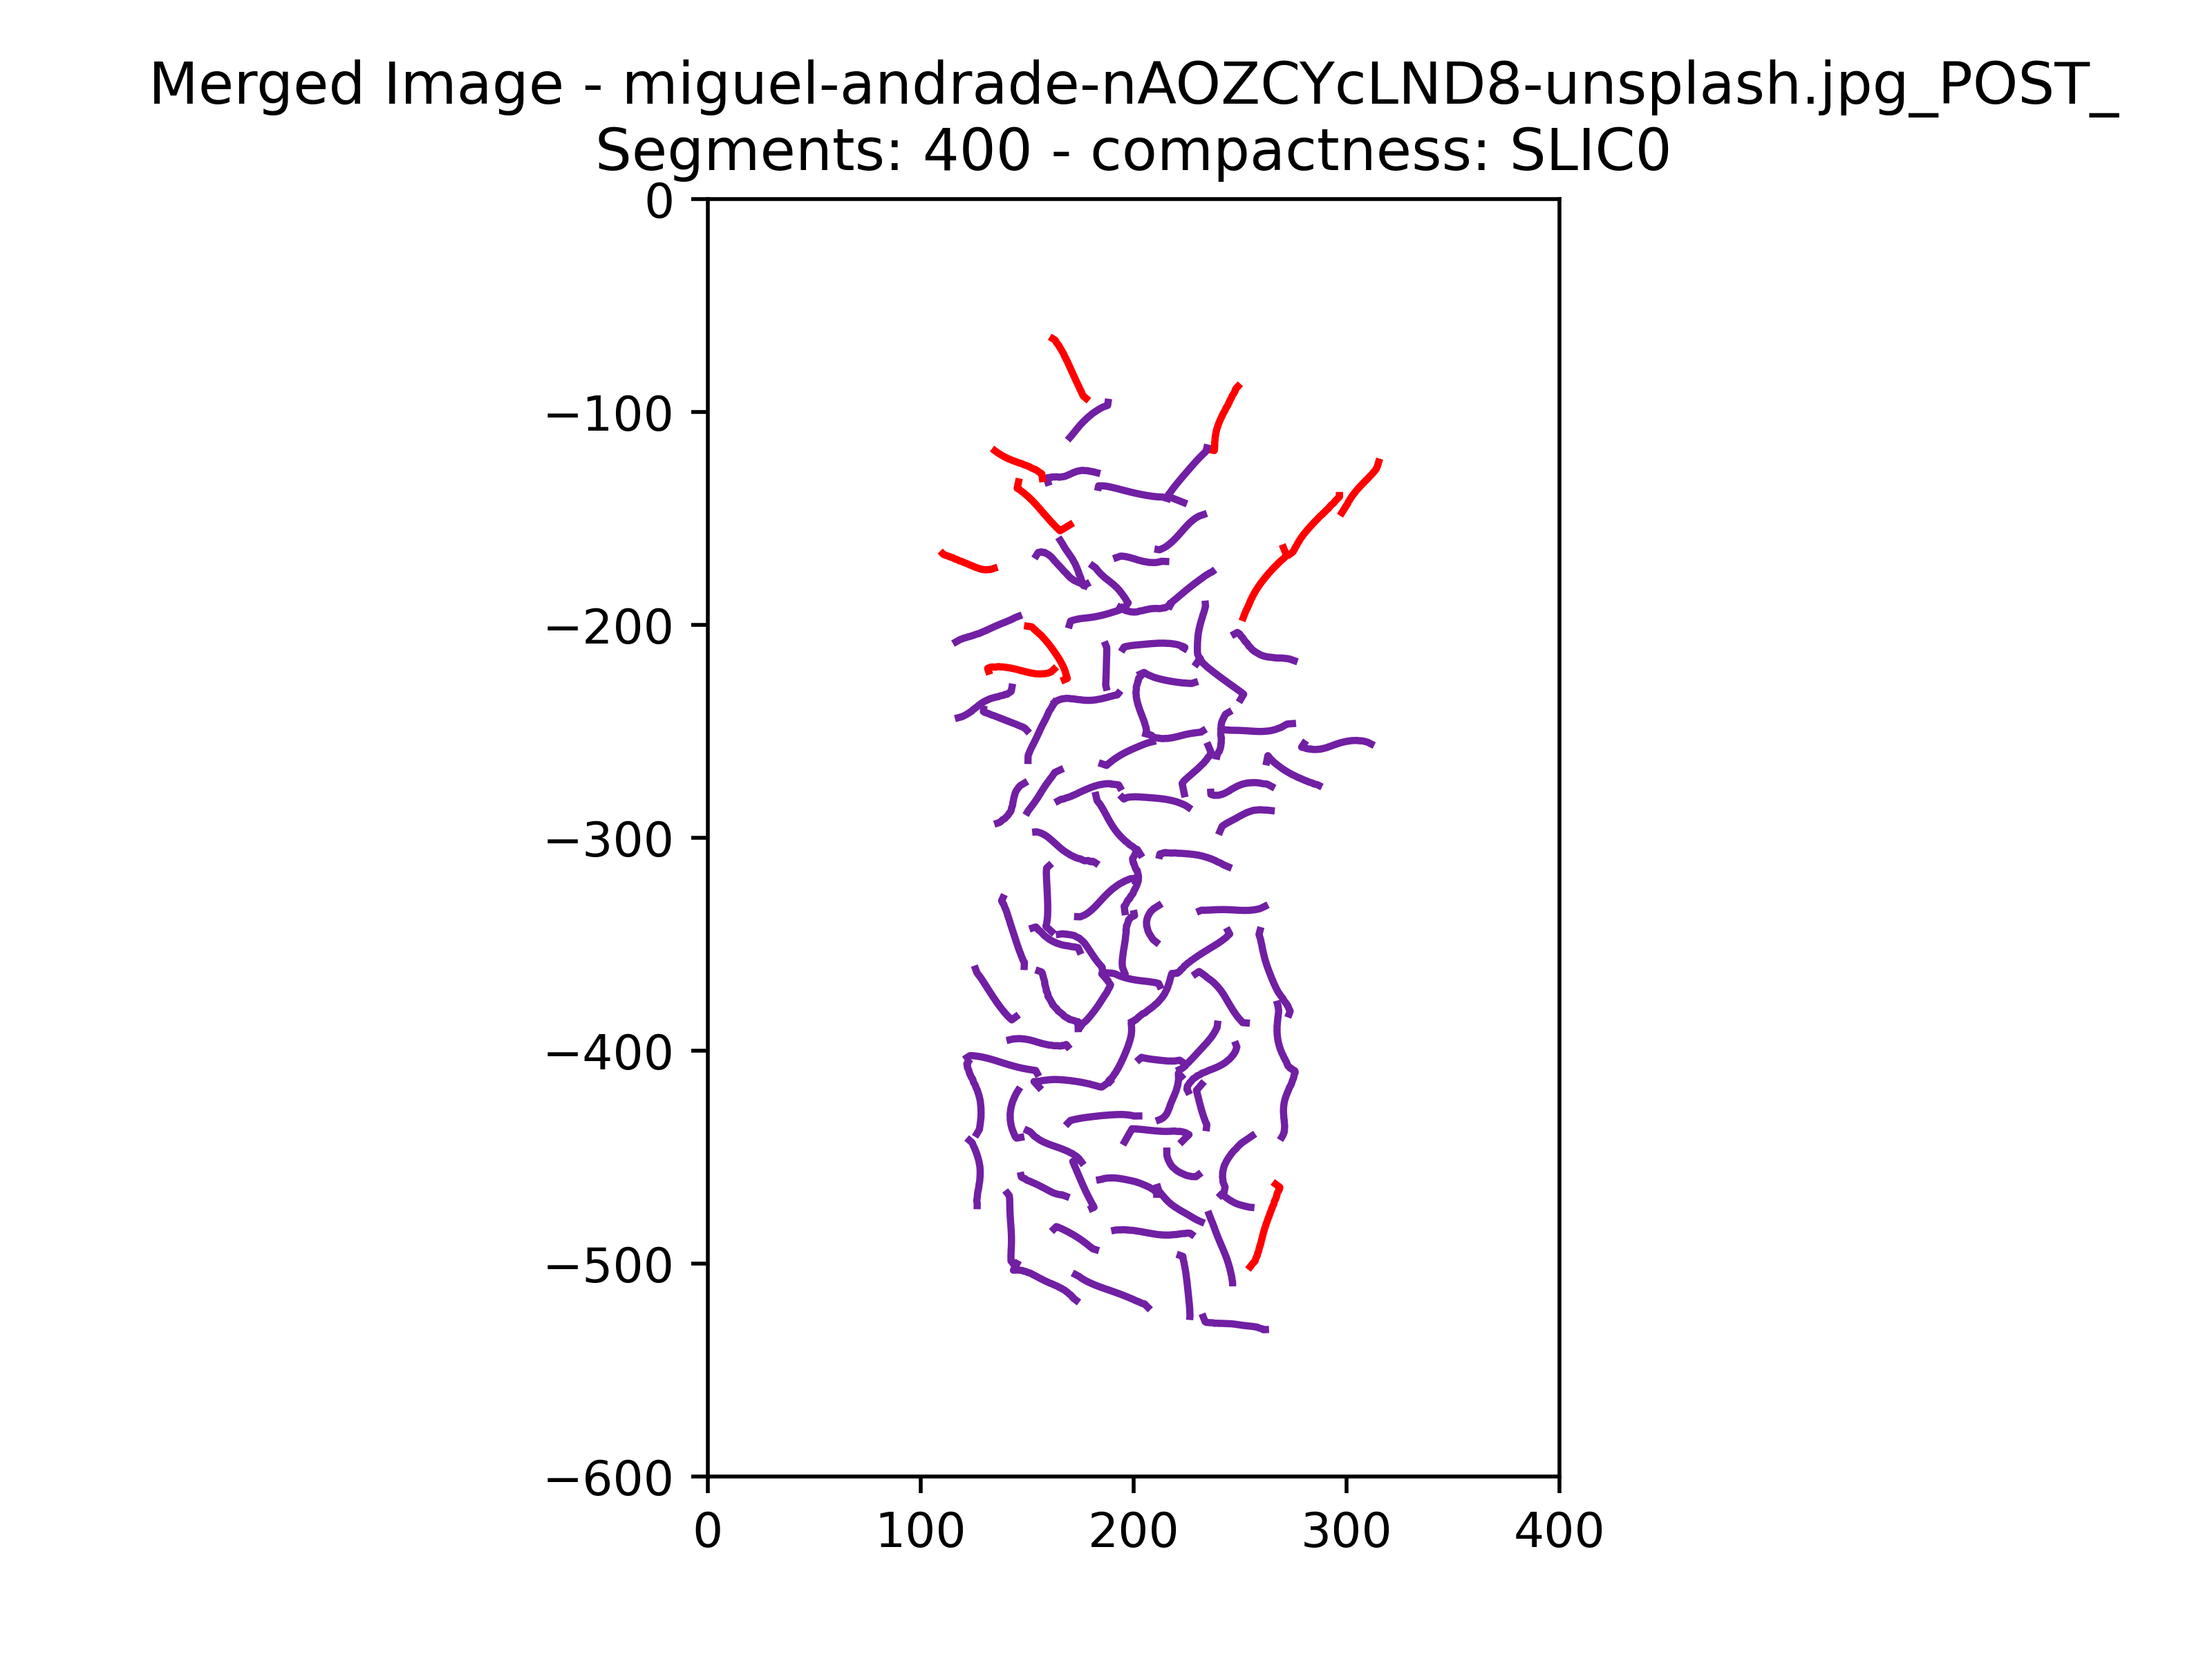 Merged Image - miguel-andrade-nAOZCYcLND8-unsplash.jpg_POST_
Segments: 400 - compactness: SLIC0
0
−100
−200
−300
−400
−500
−600
0 100 200 300 400